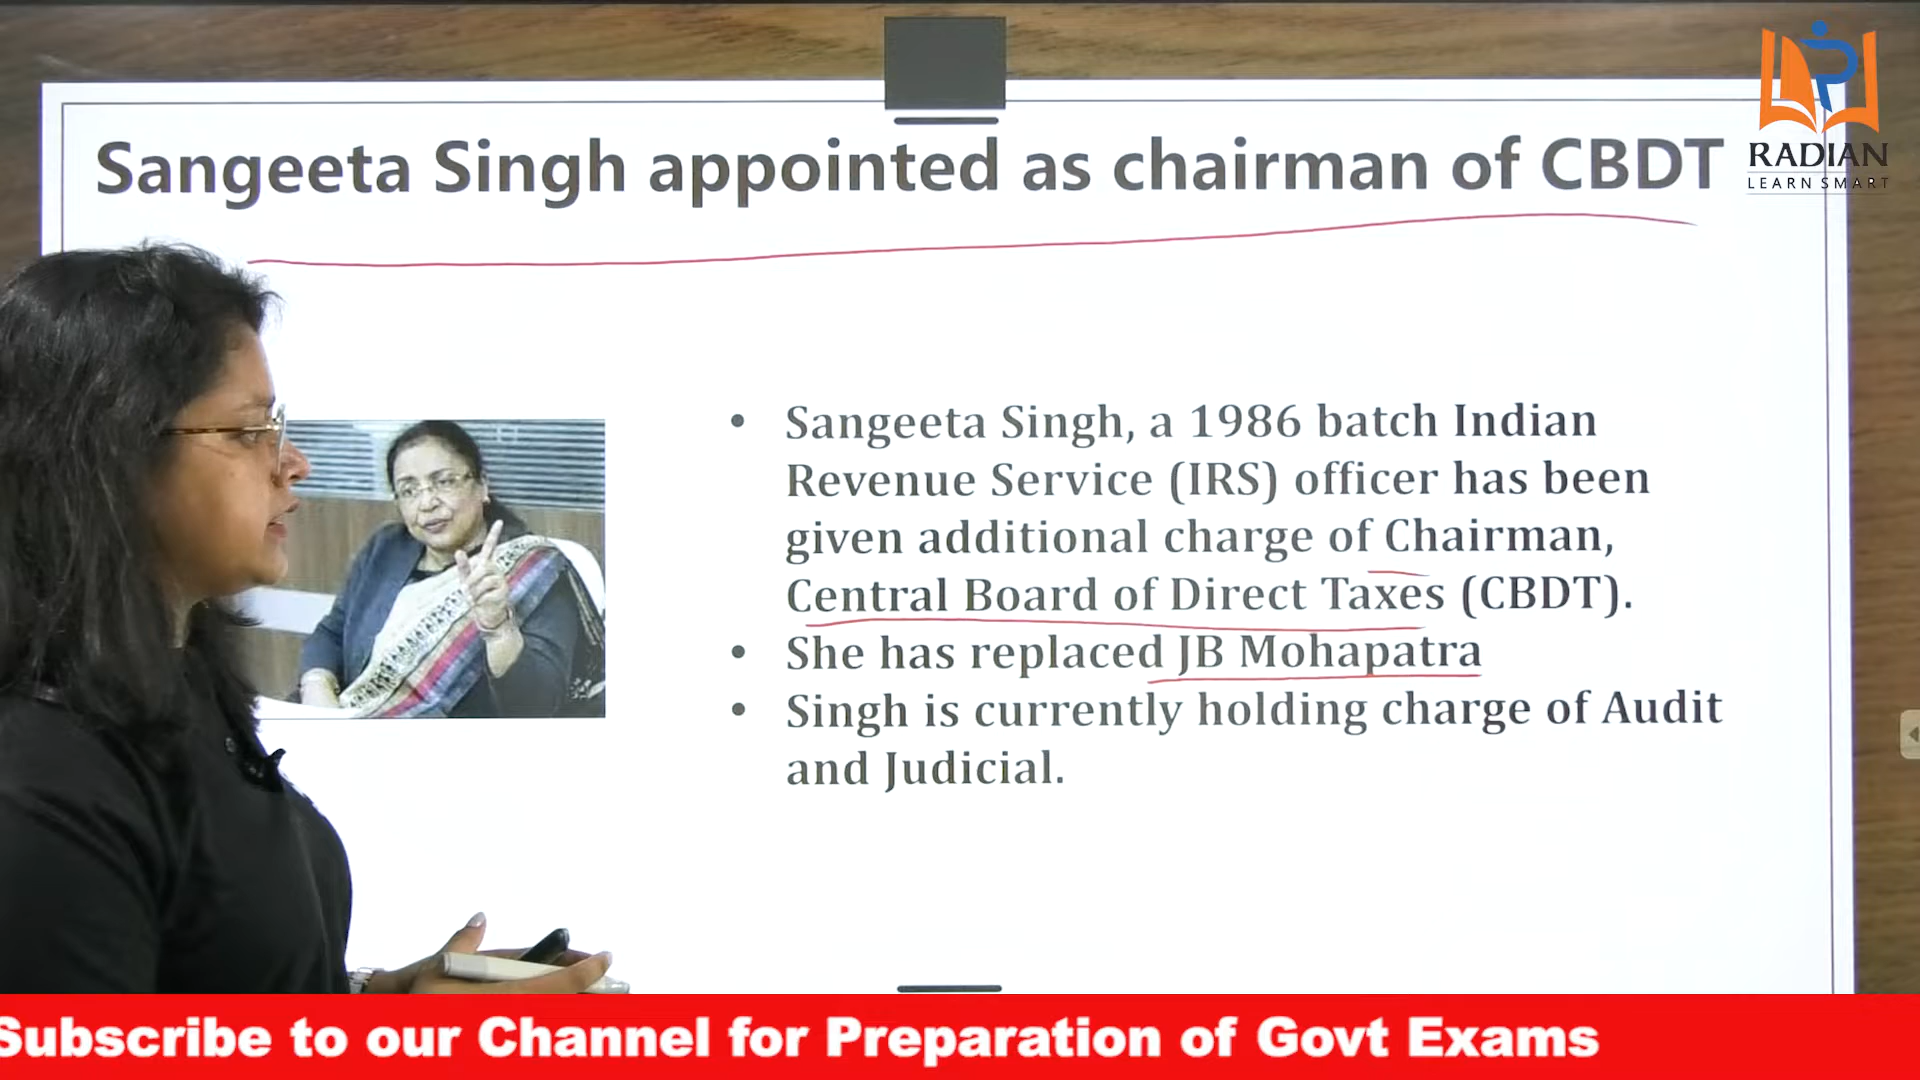 RADIAN
LEARN SMART
Sangeeta Singh appointed as chairman of CBDT
• Sangeeta Singh, a 1986 batch Indian
Revenue Service (IRS) officer has been
given additional charge of Chairman,
Central Board of Direct Taxes (CBDT).
• She has replaced JB Mohapatra
• Singh is currently holding charge of Audit
and Judicial.
Subscribe to our Channel for Preparation of Govt Exams